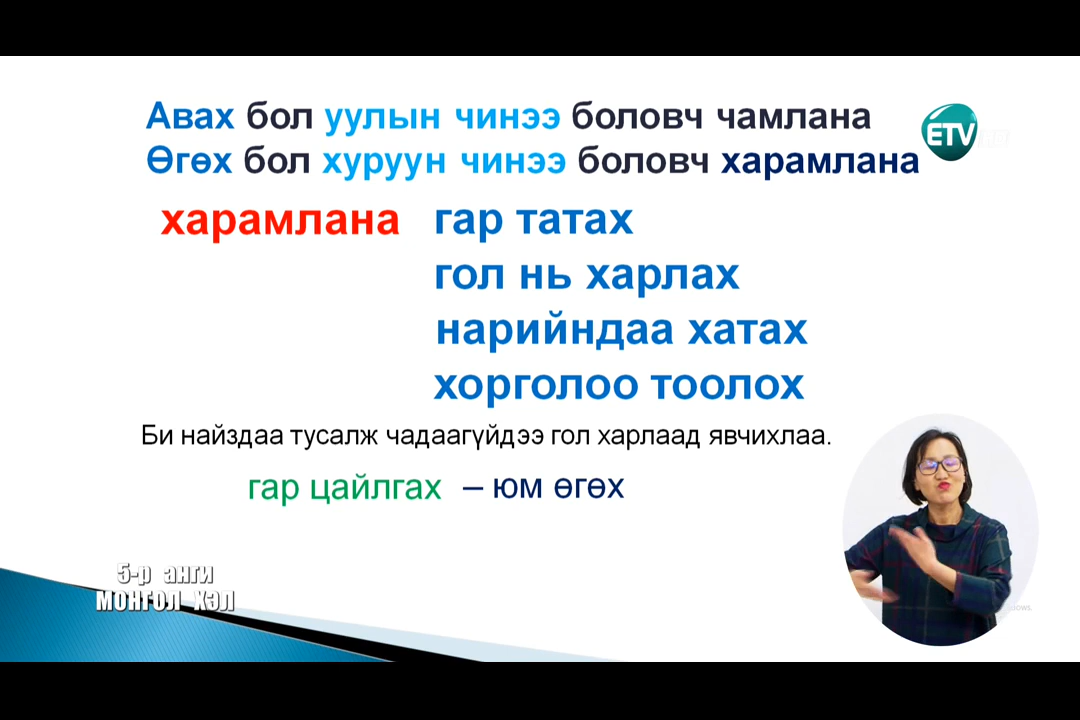 Авах бол уулын чинээ боловч чамлана
Өгөх бол хуруун чинээ боловч харамлана
ETV
харамлана гар татах
гол нь харлах
нарийндаа хатах
хорголоо тоолох
Би найздаа тусалж чадаагүйдээ гол харлаад явчихлаа.
гар цайлгах – юм өгөх
5-р анги
МОНГОЛ ХЭЛ